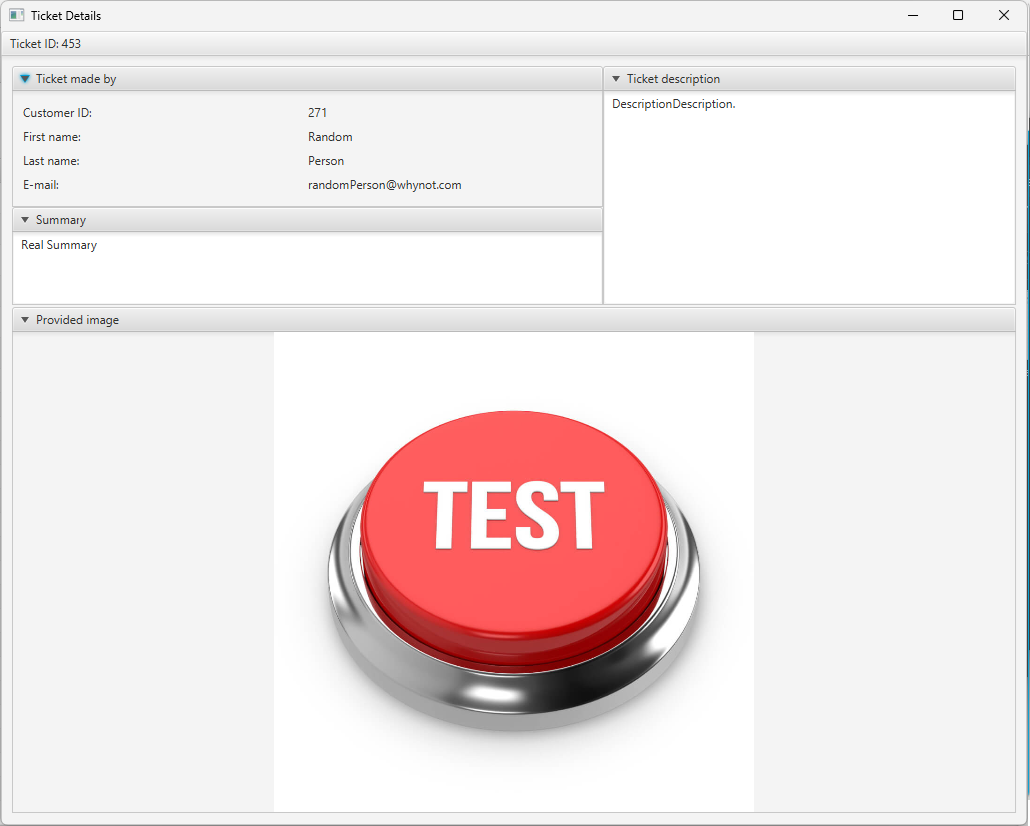 Ticket Details
Ticket ID: 453
Ticket made by
Customer ID: 271
First name: Random
Last name: Person
E-mail: randomPerson@whynot.com
Summary
Real Summary
Ticket description
DescriptionDescription.
Provided image
TEST